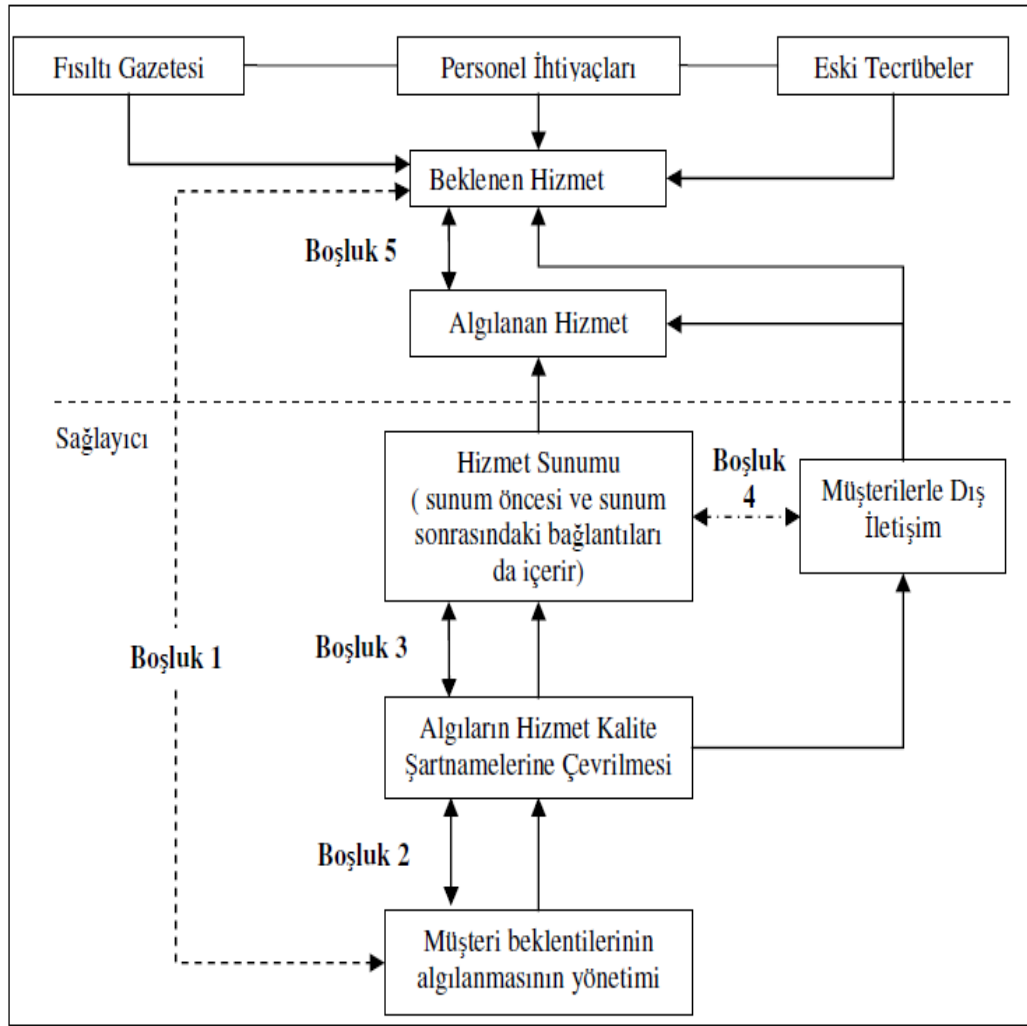 Fısıltı Gazetesi
Personel İhtiyaçları
Eski Tecrübeler
Beklenen Hizmet
Boşluk 5
Algılanan Hizmet
Sağlayıcı
Hizmet Sunumu
( sunum öncesi ve sunum
sonrasındaki bağlantıları
da içerir)
Boşluk
4
Müşterilerle Dış
İletişim
Boşluk 1
Boşluk 3
Algıların Hizmet Kalite
Şartnamelerine Çevrilmesi
Boşluk 2
Müşteri beklentilerinin
algılanmasının yönetimi